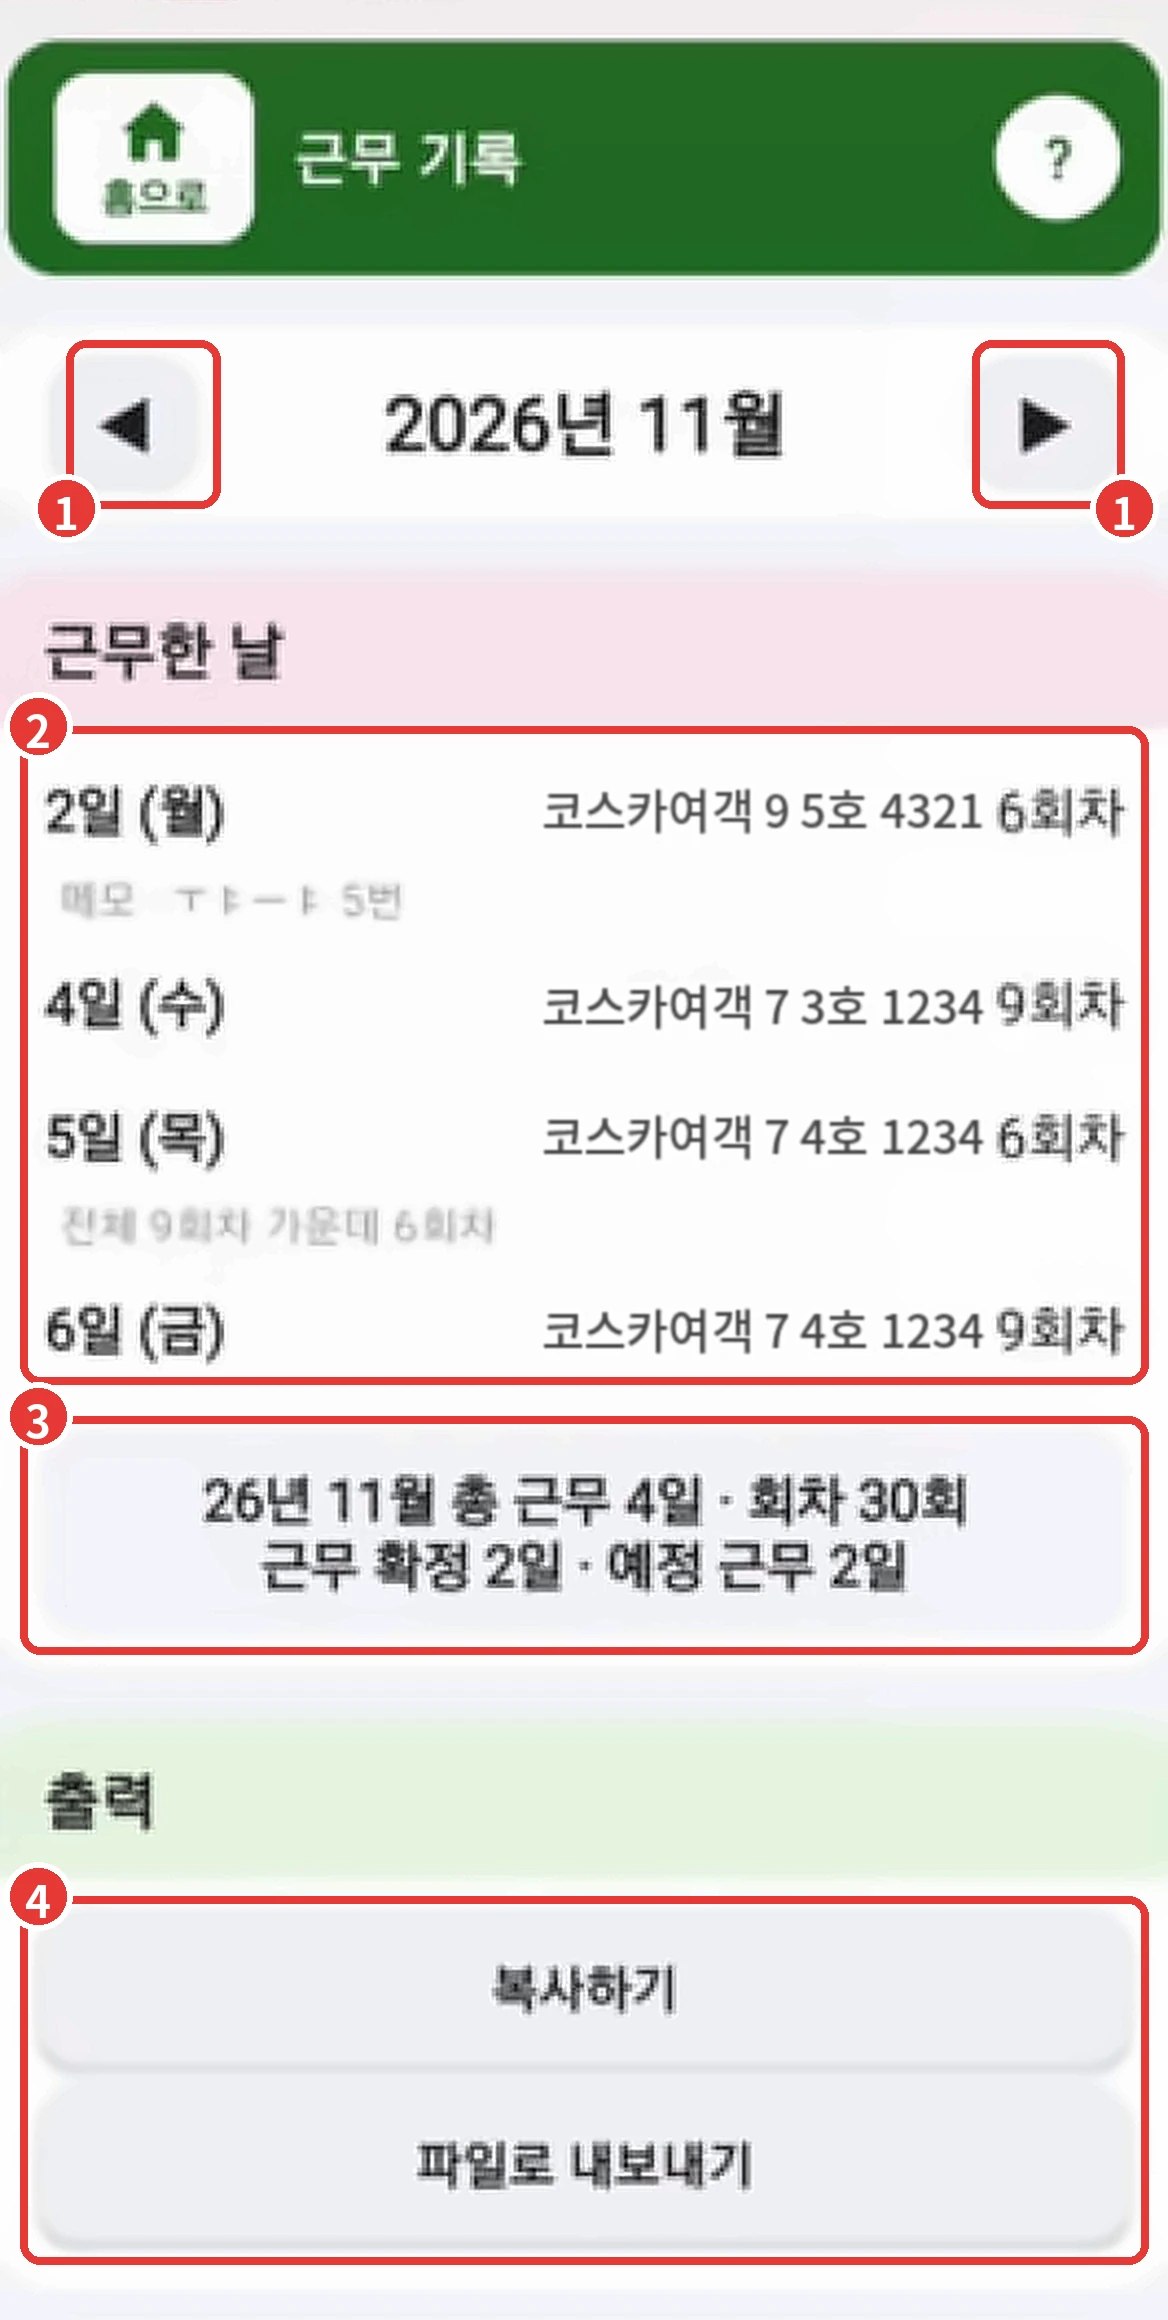 홈으로
근무 기록
?
◀ 2026년 11월 ▶
1 1
근무한 날
2
2일 (월) 코스카여객 9 5호 4321 6회차
메모 ㅜㅑㅡㅑ 5번
4일 (수) 코스카여객 7 3호 1234 9회차
5일 (목) 코스카여객 7 4호 1234 6회차
전체 9회차 가운데 6회차
6일 (금) 코스카여객 7 4호 1234 9회차
3
26년 11월 총 근무 4일 · 회차 30회
근무 확정 2일 · 예정 근무 2일
출력
4
복사하기
파일로 내보내기